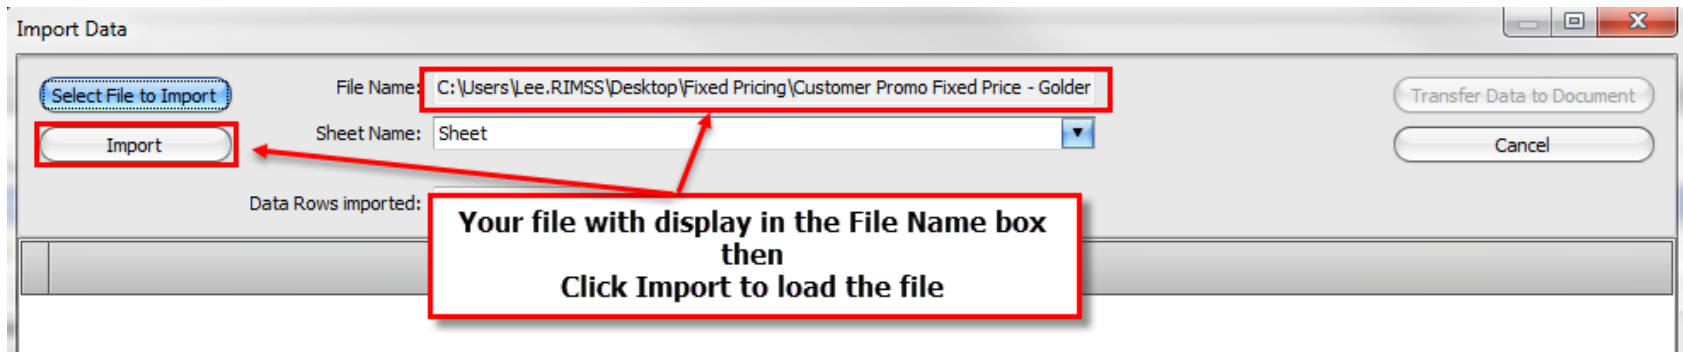 Import Data
Select File to Import
File Name: C:\Users\Lee.RIMSS\Desktop\Fixed Pricing\Customer Promo Fixed Price - Golder
Transfer Data to Document
Import
Sheet Name: Sheet
Cancel
Data Rows imported:
Your file with display in the File Name box
then
Click Import to load the file